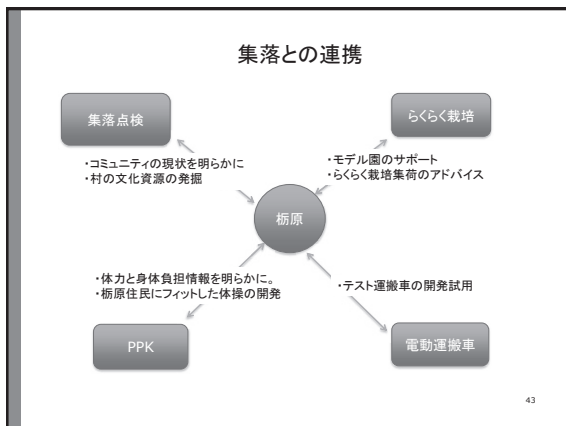 集落との連携
集落点検
らくらく栽培
・コミュニティの現状を明らかに
・村の文化資源の発掘
・モデル園のサポート
・らくらく栽培集荷のアドバイス
栃原
・体力と身体負担情報を明らかに。
・栃原住民にフィットした体操の開発
・テスト運搬車の開発試用
PPK
電動運搬車
43